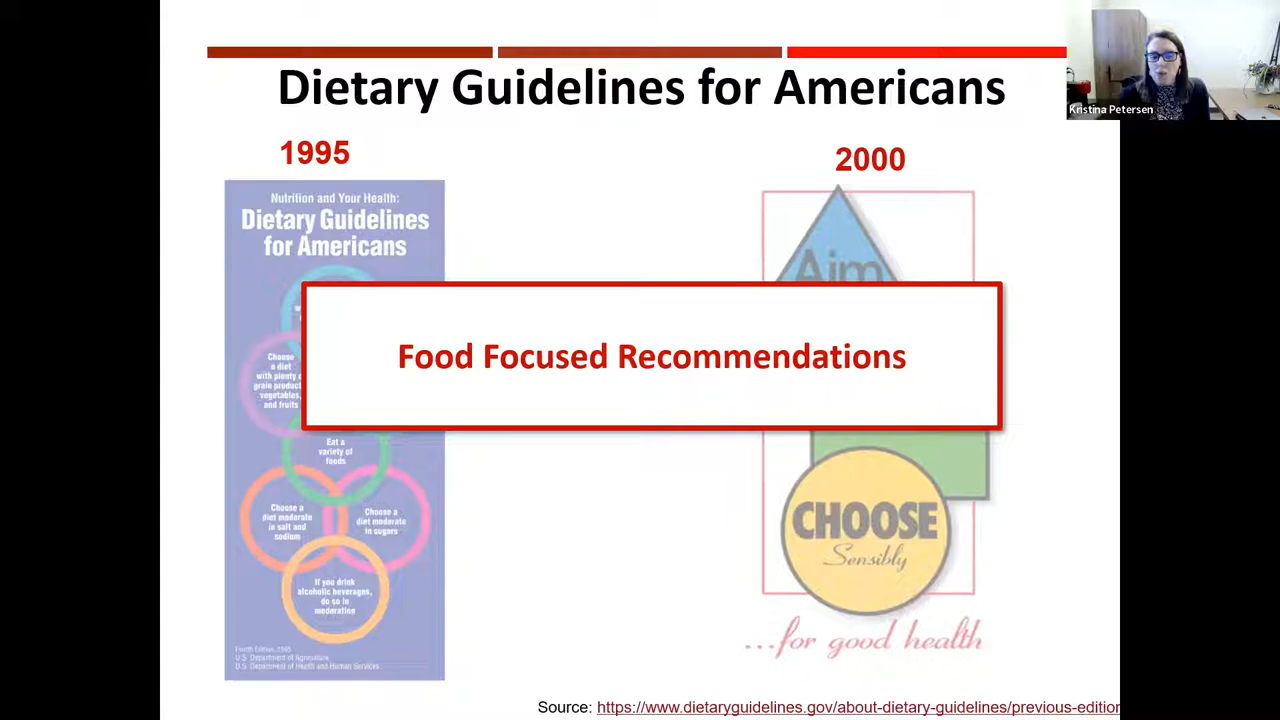 Dietary Guidelines for Americans
Kristina Petersen
1995
2000
Nutrition and Your Health:
Dietary Guidelines
for Americans
Aim
Food Focused Recommendations
Choose
a diet
with plenty
grain product
vegetables,
and fruits
Eat a
variety of
foods
Choose a
diet moderate
in salt and
sodium
Choose a
diet moderate
in sugars
If you drink
alcoholic beverages,
do so in
moderation
Fourth Edition, 1995
U.S. Department of Agriculture
U.S. Department of Health and Human Services
CHOOSE
Sensibly
...for good health
Source: https://www.dietaryguidelines.gov/about-dietary-guidelines/previous-edition